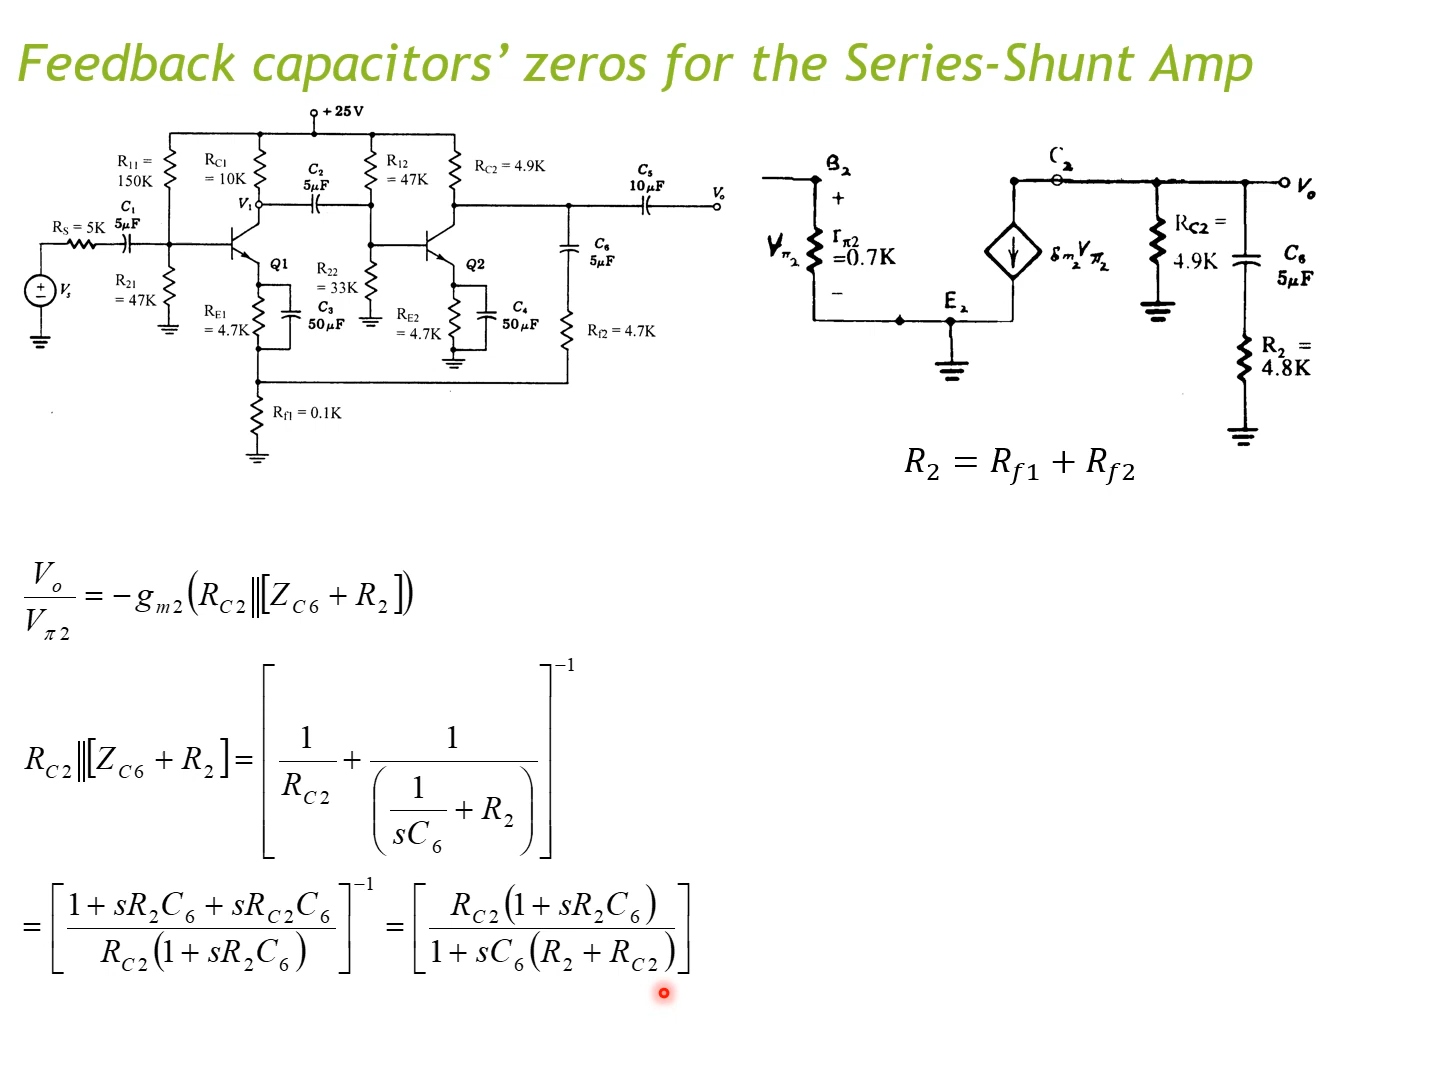 Feedback capacitors’ zeros for the Series-Shunt Amp
+ 25 V
R11 =
150K
RC1
= 10K
C2
5μF
R12
= 47K
RC2 = 4.9K
C5
10μF
Vo
V1
C1
5μF
RS = 5K
Vs
R21
= 47K
Q1
R22
= 33K
Q2
C6
5μF
RE1
= 4.7K
C3
50μF
RE2
= 4.7K
C4
50μF
Rf2 = 4.7K
Rf1 = 0.1K
B2
+
Vπ2
rπ2
=0.7K
−
E2
C2
gm2Vπ2
RC2 =
4.9K
Vo
C6
5μF
R2 =
4.8K
R2 = Rf1 + Rf2
Vo / Vπ2 = −gm2(RC2‖[ZC6 + R2])
RC2‖[ZC6 + R2] = [1/RC2 + 1/(1/sC6 + R2)]^−1
= [(1 + sR2C6 + sRC2C6) / (RC2(1 + sR2C6))]^−1 = [RC2(1 + sR2C6) / (1 + sC6(R2 + RC2))]